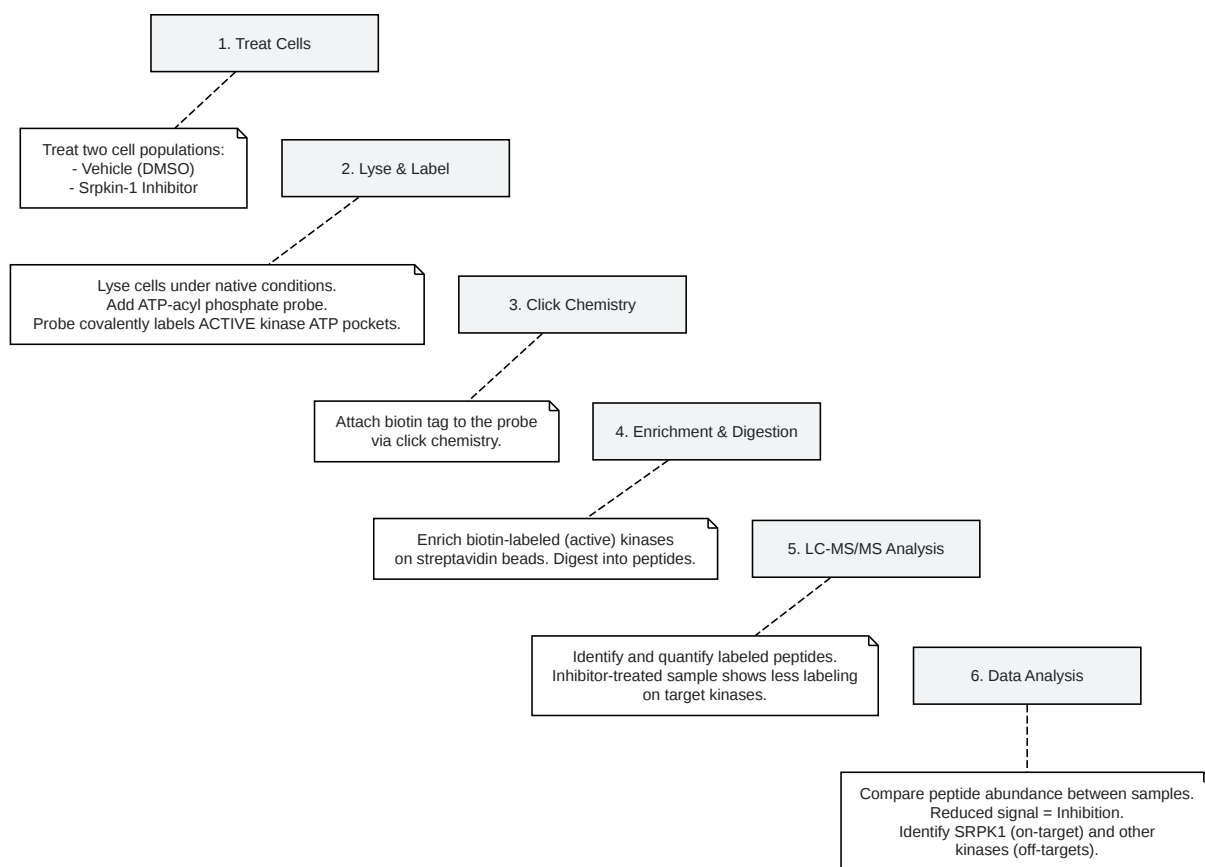 1. Treat Cells
Treat two cell populations:
- Vehicle (DMSO)
- Srpkin-1 Inhibitor
2. Lyse & Label
Lyse cells under native conditions.
Add ATP-acyl phosphate probe.
Probe covalently labels ACTIVE kinase ATP pockets.
3. Click Chemistry
Attach biotin tag to the probe
via click chemistry.
4. Enrichment & Digestion
Enrich biotin-labeled (active) kinases
on streptavidin beads. Digest into peptides.
5. LC-MS/MS Analysis
Identify and quantify labeled peptides.
Inhibitor-treated sample shows less labeling
on target kinases.
6. Data Analysis
Compare peptide abundance between samples.
Reduced signal = Inhibition.
Identify SRPK1 (on-target) and other
kinases (off-targets).